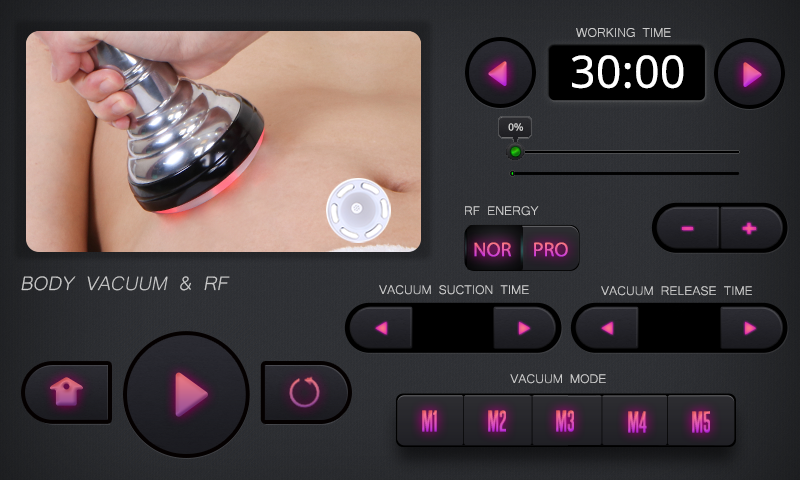 WORKING TIME
30:00
0%
RF ENERGY
NOR PRO
- +
BODY VACUUM & RF
VACUUM SUCTION TIME
VACUUM RELEASE TIME
VACUUM MODE
M1 M2 M3 M4 M5